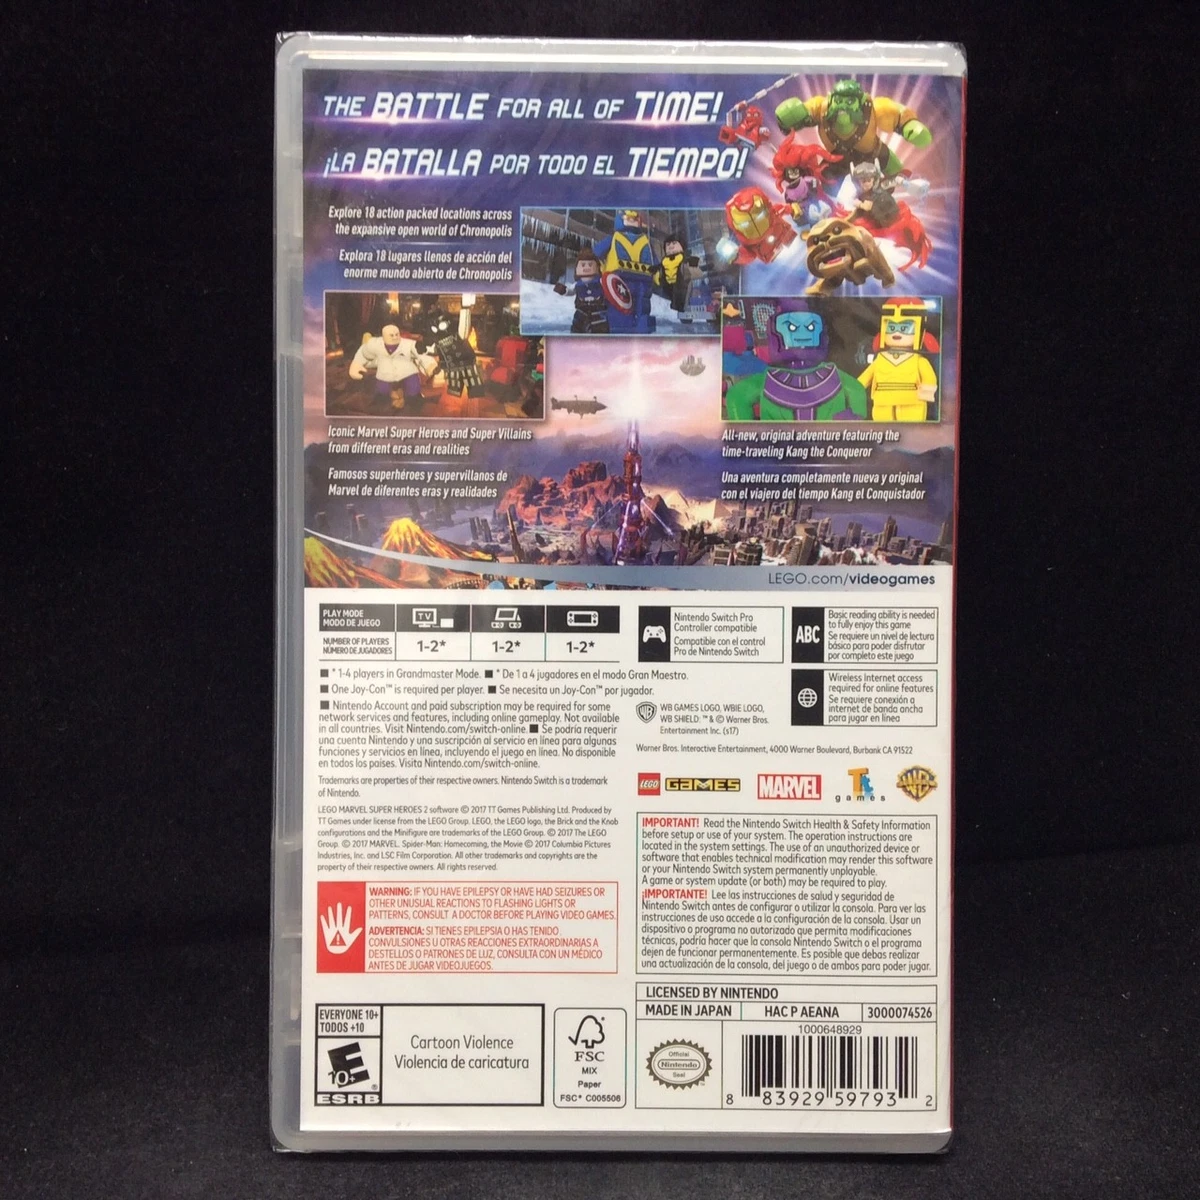 THE BATTLE FOR ALL OF TIME!
¡LA BATALLA POR TODO EL TIEMPO!
Explore 18 action packed locations across
the expansive open world of Chronopolis
Explora 18 lugares llenos de acción del
enorme mundo abierto de Chronopolis
Iconic Marvel Super Heroes and Super Villains
from different eras and realities
Famosos superhéroes y supervillanos de
Marvel de diferentes eras y realidades
All-new, original adventure featuring the
time-traveling Kang the Conqueror
Una aventura completamente nueva y original
con el viajero del tiempo Kang el Conquistador
LEGO.com/videogames
PLAY MODE
MODO DE JUEGO
TV
NUMBER OF PLAYERS
NÚMERO DE JUGADORES
1-2* 1-2* 1-2*
■ * 1-4 players in Grandmaster Mode. ■ * De 1 a 4 jugadores en el modo Gran Maestro.
■ One Joy-Con™ is required per player. ■ Se necesita un Joy-Con™ por jugador.
■ Nintendo Account and paid subscription may be required for some
network services and features, including online gameplay. Not available
in all countries. Visit Nintendo.com/switch-online. ■ Se podría requerir
una cuenta Nintendo y una suscripción al servicio en línea para algunas
funciones y servicios en línea, incluyendo el juego en línea. No disponible
en todos los países. Visita Nintendo.com/switch-online.
Trademarks are properties of their respective owners. Nintendo Switch is a trademark
of Nintendo.
LEGO MARVEL SUPER HEROES 2 software © 2017 TT Games Publishing Ltd. Produced by
TT Games under license from the LEGO Group. LEGO, the LEGO logo, the Brick and the Knob
configurations and the Minifigure are trademarks of the LEGO Group. © 2017 The LEGO
Group. © 2017 MARVEL. Spider-Man: Homecoming, the Movie © 2017 Columbia Pictures
Industries, Inc. and LSC Film Corporation. All other trademarks and copyrights are the
property of their respective owners. All rights reserved.
WARNING: IF YOU HAVE EPILEPSY OR HAVE HAD SEIZURES OR
OTHER UNUSUAL REACTIONS TO FLASHING LIGHTS OR
PATTERNS, CONSULT A DOCTOR BEFORE PLAYING VIDEO GAMES.
ADVERTENCIA: SI TIENES EPILEPSIA O HAS TENIDO
CONVULSIONES U OTRAS REACCIONES EXTRAORDINARIAS A
DESTELLOS O PATRONES DE LUZ, CONSULTA CON UN MÉDICO
ANTES DE JUGAR VIDEOJUEGOS.
EVERYONE 10+
TODOS +10
E
10+
®
ESRB
Cartoon Violence
Violencia de caricatura
FSC
MIX
Paper
FSC® C005506
Nintendo Switch Pro
Controller compatible
Compatible con el control
Pro de Nintendo Switch
ABC
Basic reading ability is needed
to fully enjoy this game
Se requiere un nivel de lectura
básico para poder disfrutar
por completo este juego
Wireless Internet access
required for online features
Se requiere conexión a
internet de banda ancha
para jugar en línea
WB GAMES LOGO, WBIE LOGO,
WB SHIELD: ™ & © Warner Bros.
Entertainment Inc. (s17)
Warner Bros. Interactive Entertainment, 4000 Warner Boulevard, Burbank CA 91522
LEGO GAMES MARVEL TT games WB
IMPORTANT! Read the Nintendo Switch Health & Safety Information
before setup or use of your system. The operation instructions are
located in the system settings. The use of an unauthorized device or
software that enables technical modification may render this software
or your Nintendo Switch system permanently unplayable.
A game or system update (or both) may be required to play.
¡IMPORTANTE! Lee las instrucciones de salud y seguridad de
Nintendo Switch antes de configurar o utilizar la consola. Para ver las
instrucciones de uso accede a la configuración de la consola. Usar un
dispositivo o programa no autorizado que permita modificaciones
técnicas, podría hacer que la consola Nintendo Switch o el programa
dejen de funcionar permanentemente. Es posible que debas realizar
una actualización de la consola, del juego o de ambos para poder jugar.
LICENSED BY NINTENDO
MADE IN JAPAN HAC P AEANA 3000074526
1000648929
Official
Nintendo
Seal
8 83929 59793 2